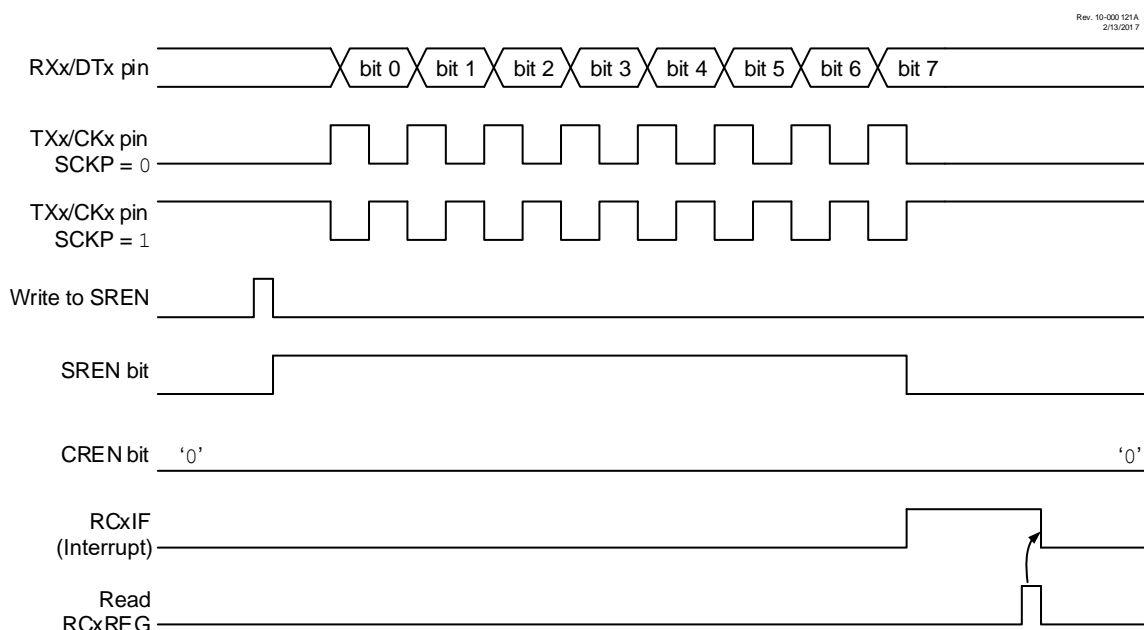 Rev. 10-000 121A
2/13/2017
RXx/DTx pin
bit 0 bit 1 bit 2 bit 3 bit 4 bit 5 bit 6 bit 7
TXx/CKx pin
SCKP = 0
TXx/CKx pin
SCKP = 1
Write to SREN
SREN bit
CREN bit ‘0’ ‘0’
RCxIF
(Interrupt)
Read
RCxREG